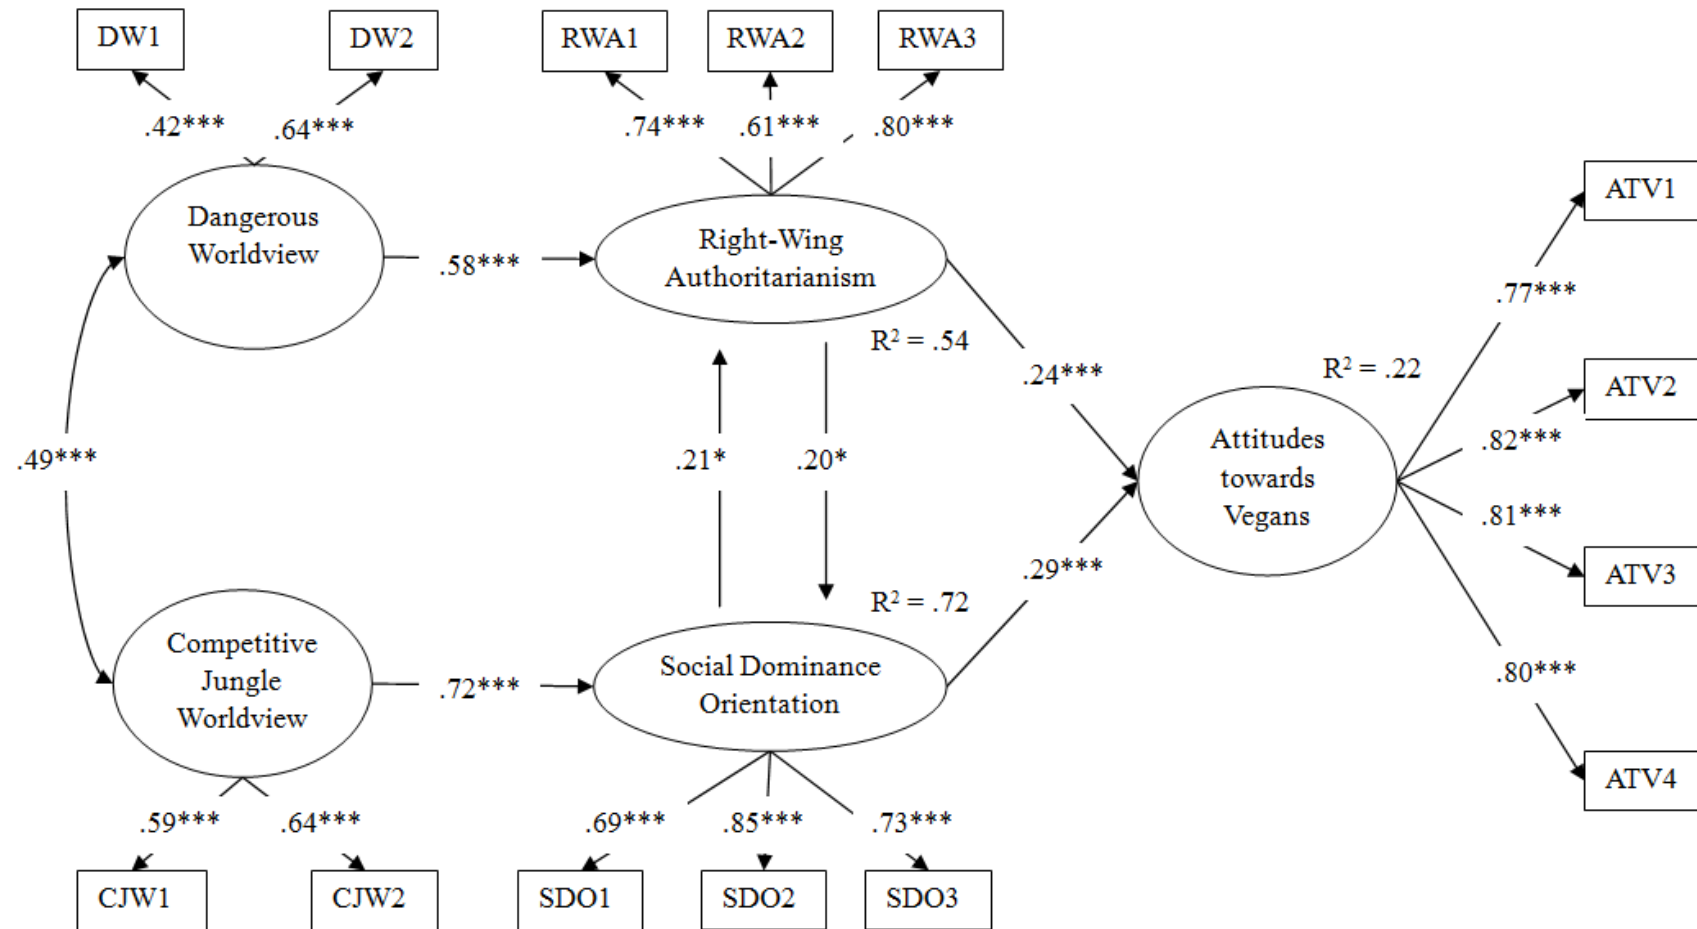 DW1
DW2
RWA1
RWA2
RWA3
.42***
.64***
.74***
.61***
.80***
ATV1
Dangerous
Worldview
Right-Wing
Authoritarianism
.58***
.77***
R² = .54
.24***
R² = .22
ATV2
.49***
.21*
.20*
Attitudes
towards
Vegans
.82***
.81***
ATV3
.29***
R² = .72
Competitive
Jungle
Worldview
.72***
Social Dominance
Orientation
.80***
ATV4
.59***
.64***
.69***
.85***
.73***
CJW1
CJW2
SDO1
SDO2
SDO3